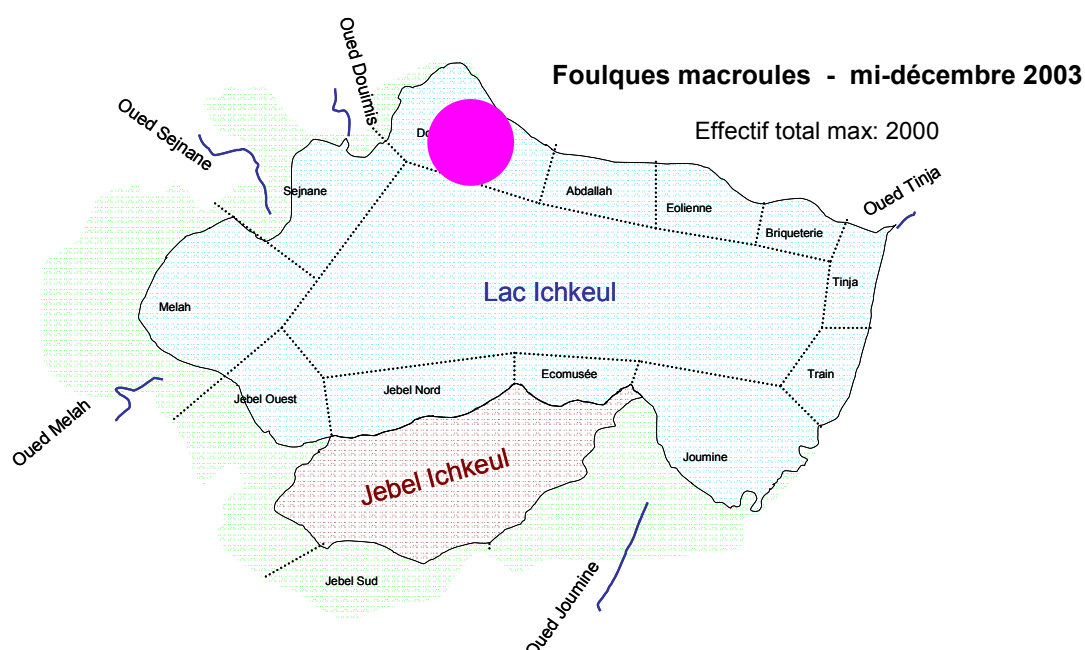 Foulques macroules - mi-décembre 2003
Effectif total max: 2000
Oued Douimis
Oued Sejnane
Oued Tinja
Sejnane
Abdallah
Eolienne
Briqueterie
Tinja
Melah
Lac Ichkeul
Train
Jebel Ouest
Jebel Nord
Ecomusée
Oued Melah
Joumine
Jebel Ichkeul
Jebel Sud
Oued Joumine